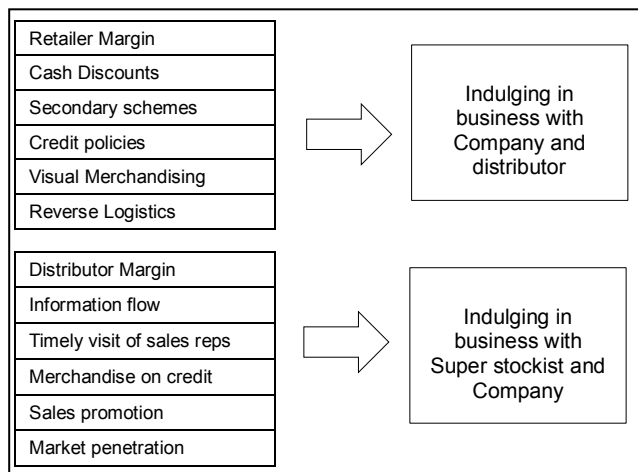 Retailer Margin
Cash Discounts
Secondary schemes
Credit policies
Visual Merchandising
Reverse Logistics
Indulging in
business with
Company and
distributor
Distributor Margin
Information flow
Timely visit of sales reps
Merchandise on credit
Sales promotion
Market penetration
Indulging in
business with
Super stockist and
Company